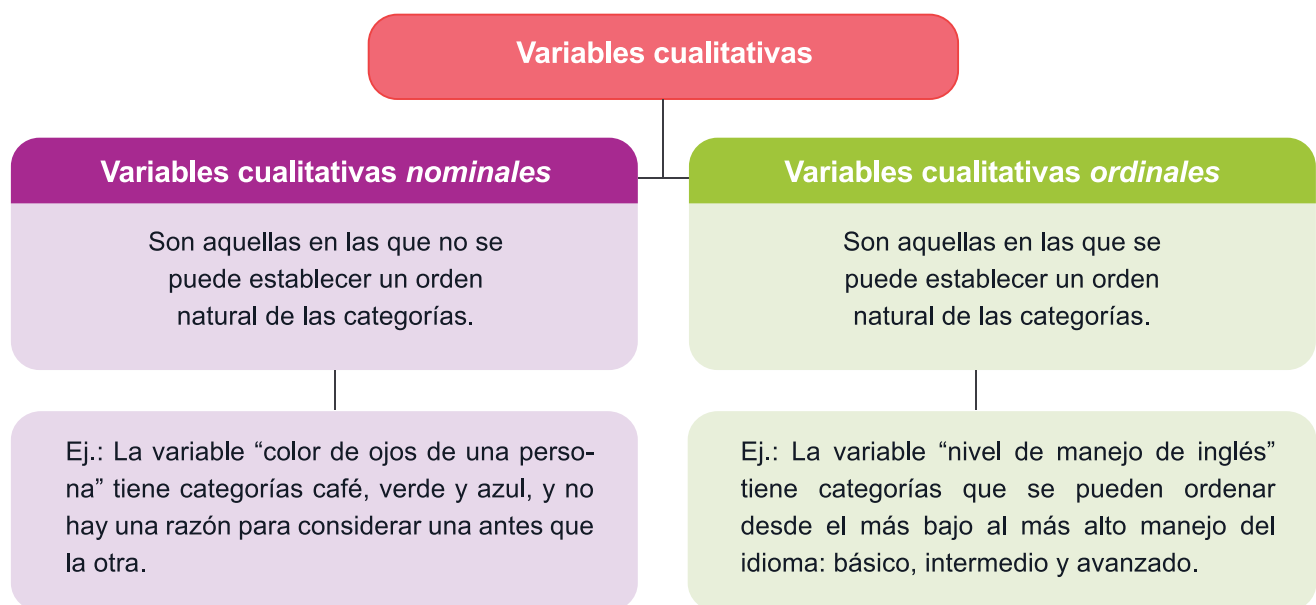 Variables cualitativas
Variables cualitativas nominales
Son aquellas en las que no se
puede establecer un orden
natural de las categorías.
Ej.: La variable “color de ojos de una perso-
na” tiene categorías café, verde y azul, y no
hay una razón para considerar una antes que
la otra.
Variables cualitativas ordinales
Son aquellas en las que se
puede establecer un orden
natural de las categorías.
Ej.: La variable “nivel de manejo de inglés”
tiene categorías que se pueden ordenar
desde el más bajo al más alto manejo del
idioma: básico, intermedio y avanzado.